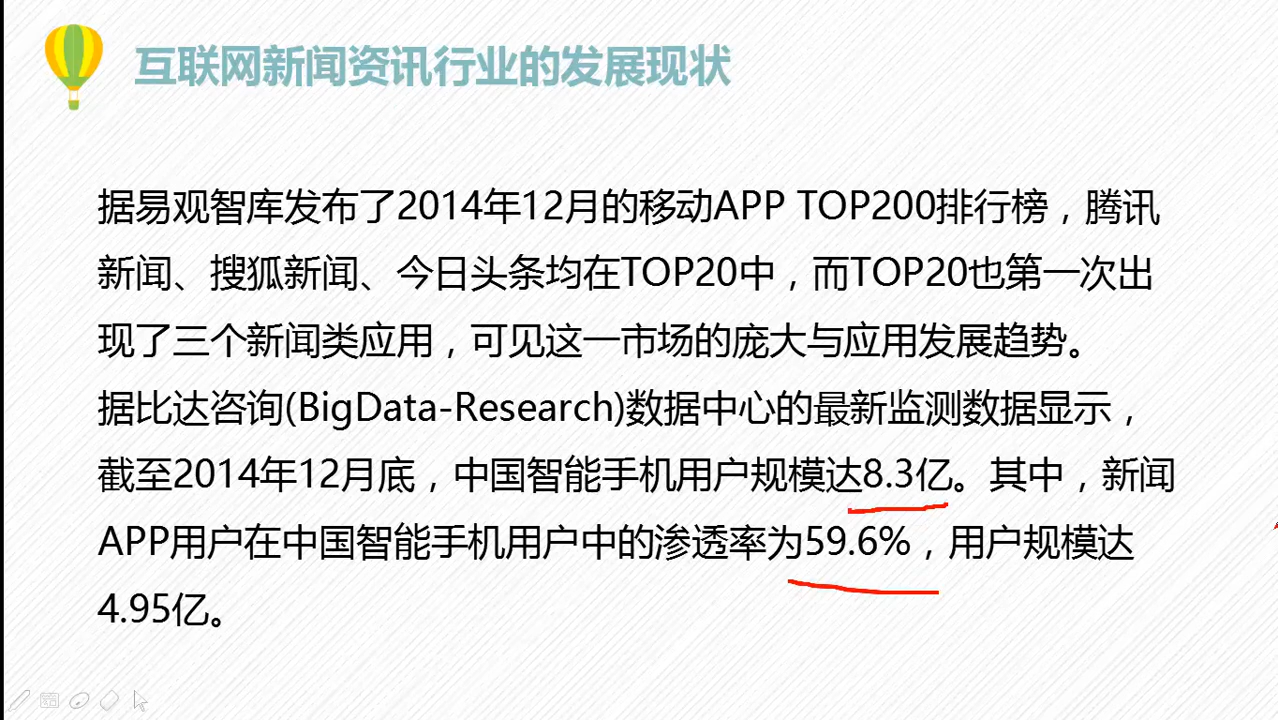 互联网新闻资讯行业的发展现状
据易观智库发布了2014年12月的移动APP TOP200排行榜，腾讯
新闻、搜狐新闻、今日头条均在TOP20中，而TOP20也第一次出
现了三个新闻类应用，可见这一市场的庞大与应用发展趋势。
据比达咨询(BigData-Research)数据中心的最新监测数据显示，
截至2014年12月底，中国智能手机用户规模达8.3亿。其中，新闻
APP用户在中国智能手机用户中的渗透率为59.6%，用户规模达
4.95亿。